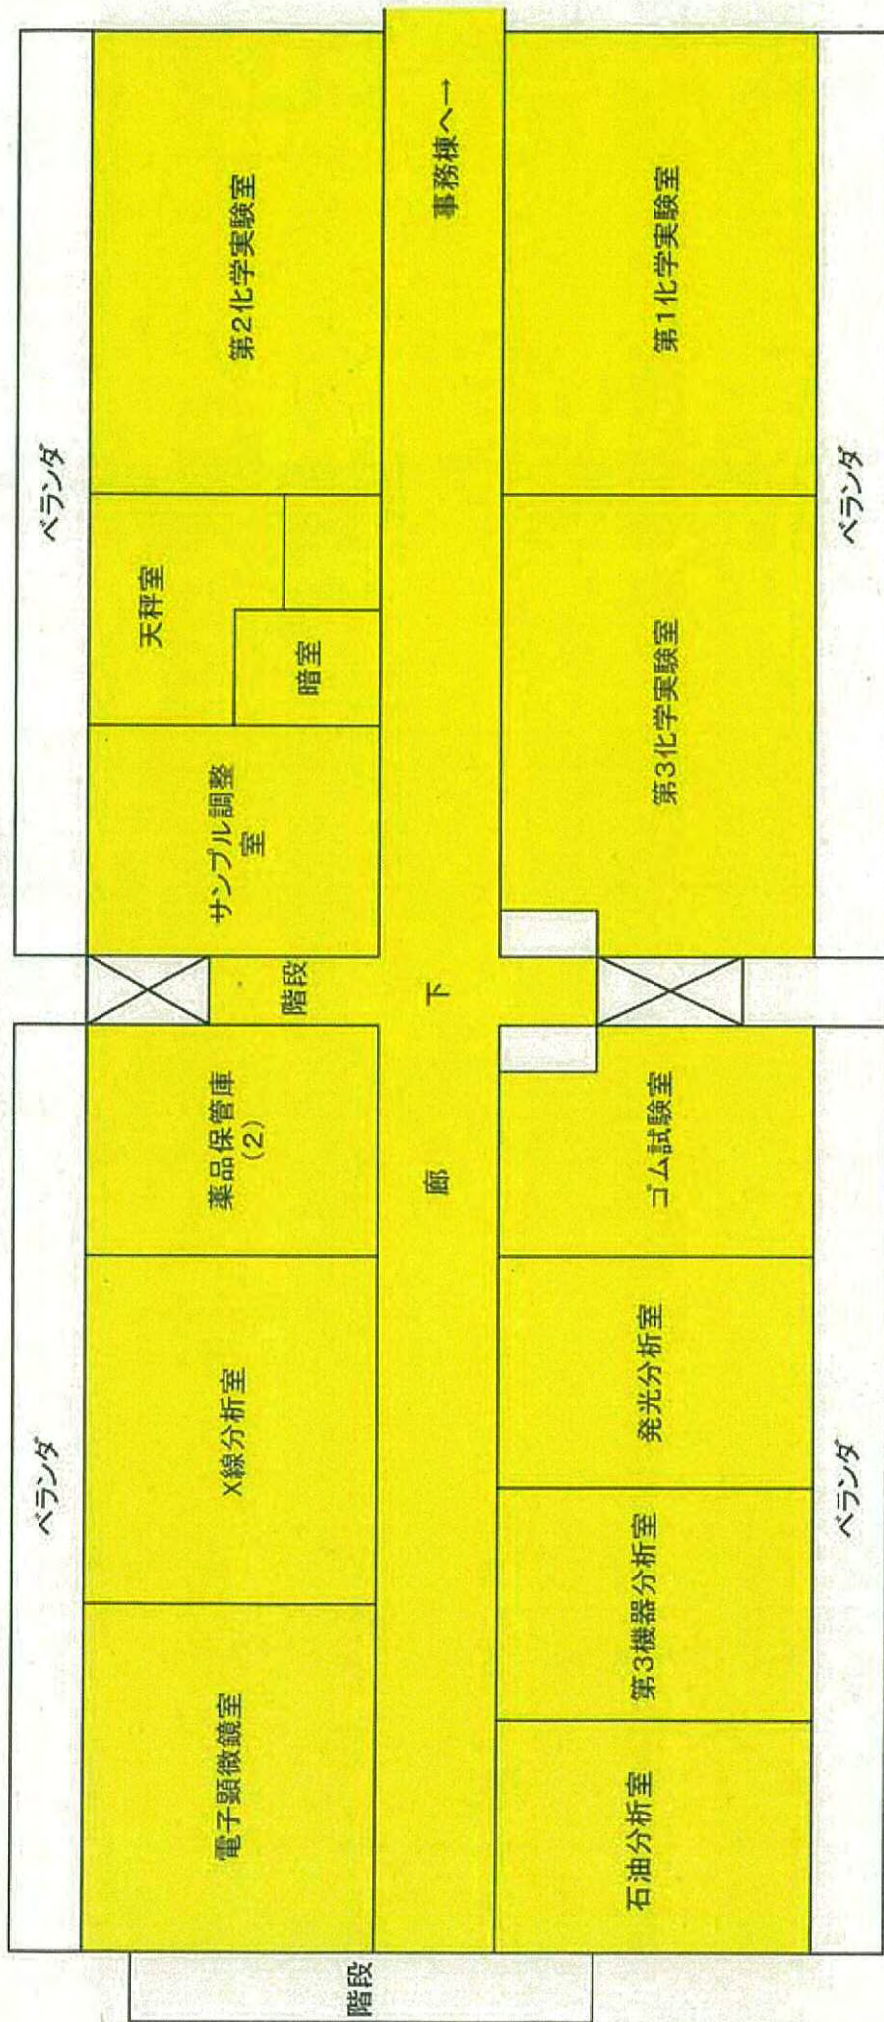 ベランダ
ベランダ
電子顕微鏡室
X線分析室
薬品保管庫
(2)
サンプル調整
室
天秤室
暗室
第2化学実験室
階段
階段
廊
下
事務棟へ→
石油分析室
第3機器分析室
発光分析室
ゴム試験室
第3化学実験室
第1化学実験室
ベランダ
ベランダ